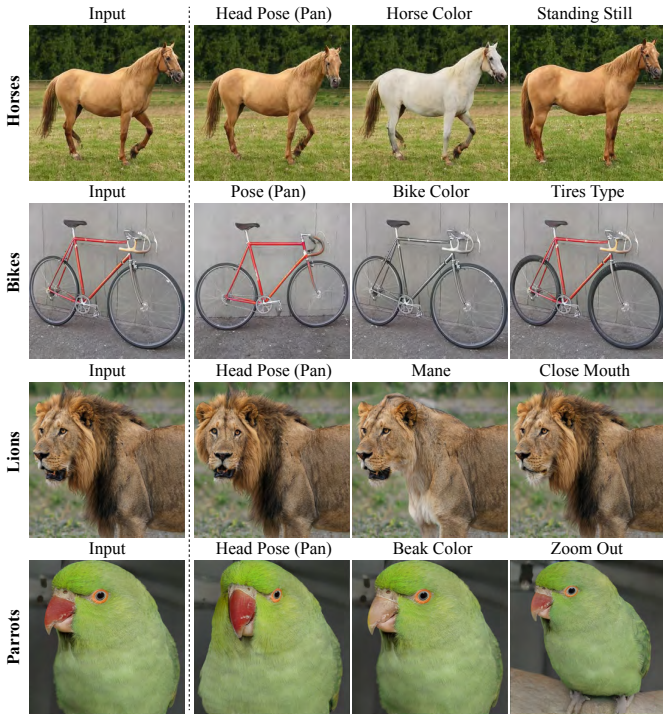 Input Head Pose (Pan) Horse Color Standing Still
Horses
Input Pose (Pan) Bike Color Tires Type
Bikes
Input Head Pose (Pan) Mane Close Mouth
Lions
Input Head Pose (Pan) Beak Color Zoom Out
Parrots